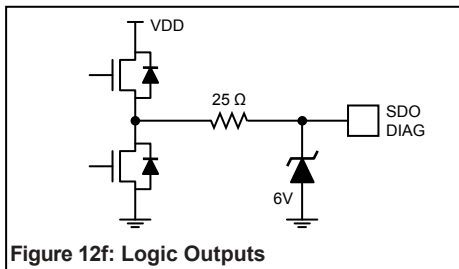 VDD
25 Ω
SDO
DIAG
6V
Figure 12f: Logic Outputs